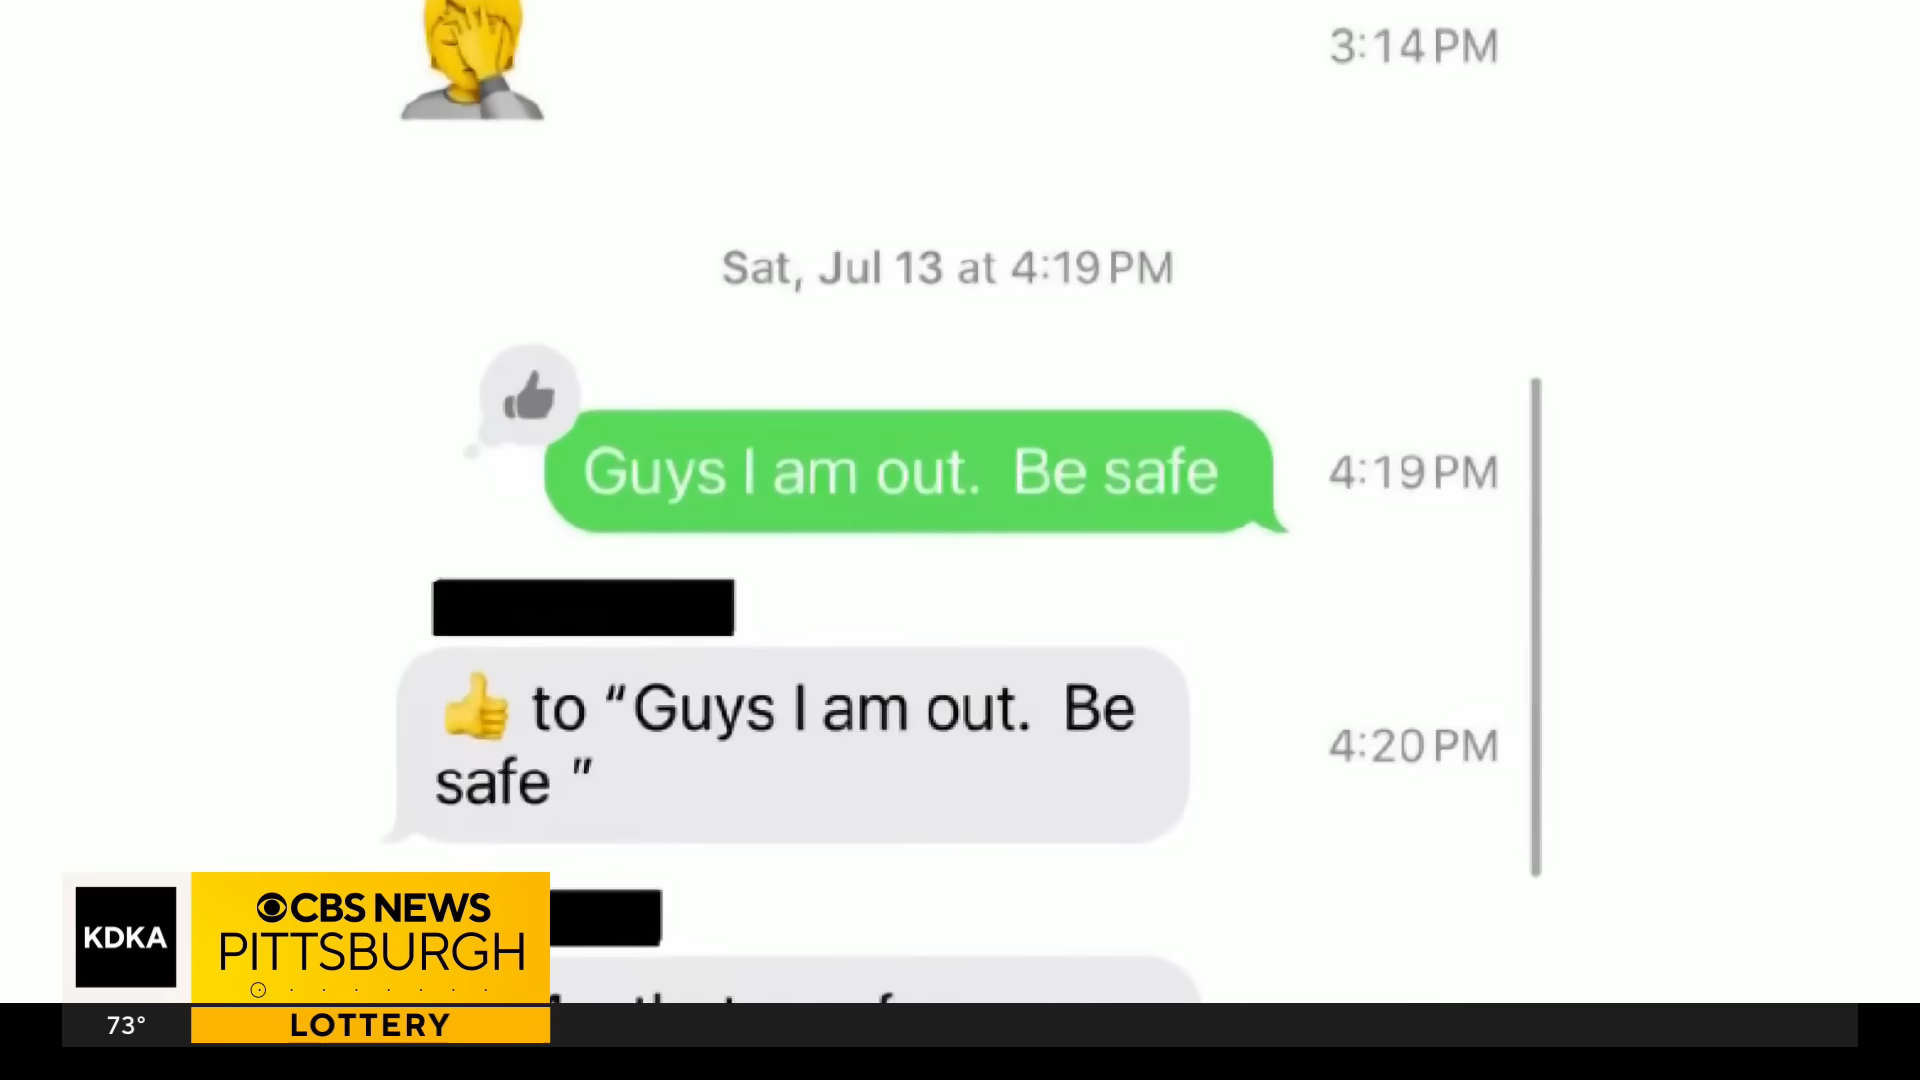 3:14 PM
Sat, Jul 13 at 4:19 PM
Guys I am out.  Be safe
4:19 PM
👍 to “Guys I am out.  Be
safe ”
4:20 PM
KDKA
CBS NEWS
PITTSBURGH
73°
LOTTERY